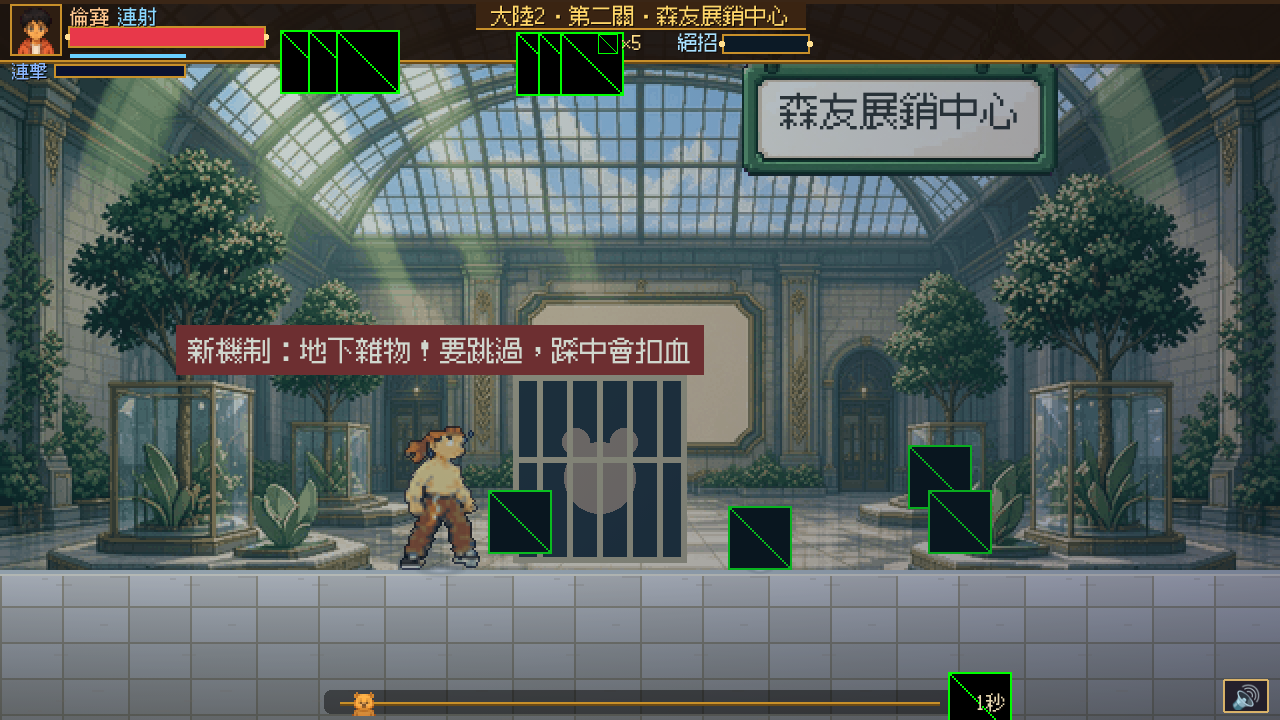 倫寶 連射
大陸2・第二關・森友展銷中心
×5
絕招
連擊
森友展銷中心
新機制：地下雜物！要跳過，踩中會扣血
1秒